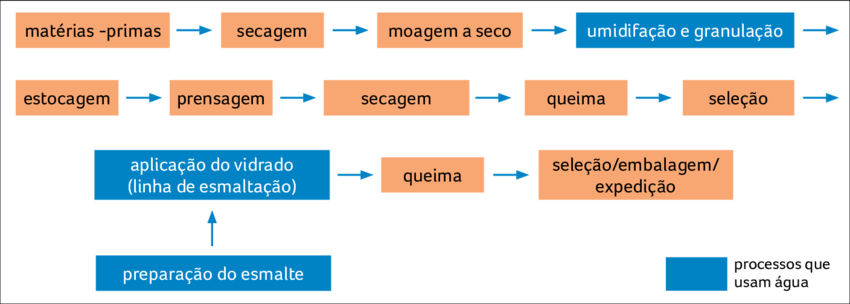 matérias -primas
secagem
moagem a seco
umidifação e granulação
estocagem
prensagem
secagem
queima
seleção
aplicação do vidrado
(linha de esmaltação)
queima
seleção/embalagem/
expedição
preparação do esmalte
processos que
usam água